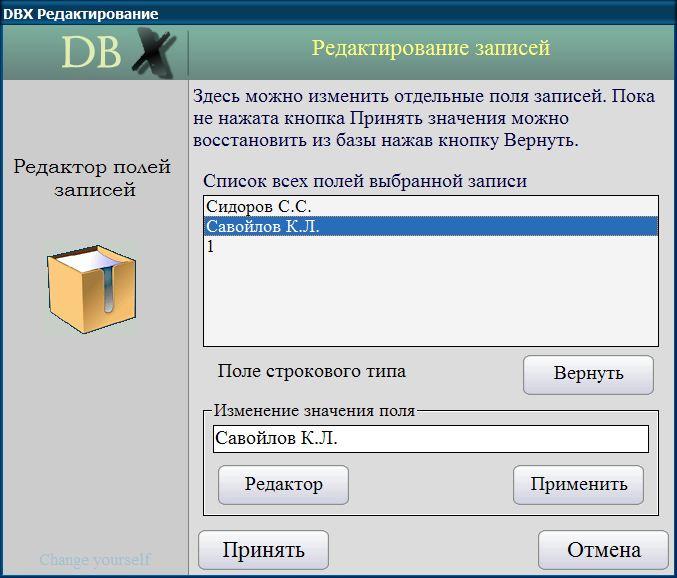 DBX Редактирование
DB X
Редактирование записей
Редактор полей
записей
Change yourself
Здесь можно изменить отдельные поля записей. Пока
не нажата кнопка Принять значения можно
восстановить из базы нажав кнопку Вернуть.
Список всех полей выбранной записи
Сидоров С.С.
Савойлов К.Л.
1
Поле строкового типа
Вернуть
Изменение значения поля
Савойлов К.Л.
Редактор
Применить
Принять
Отмена